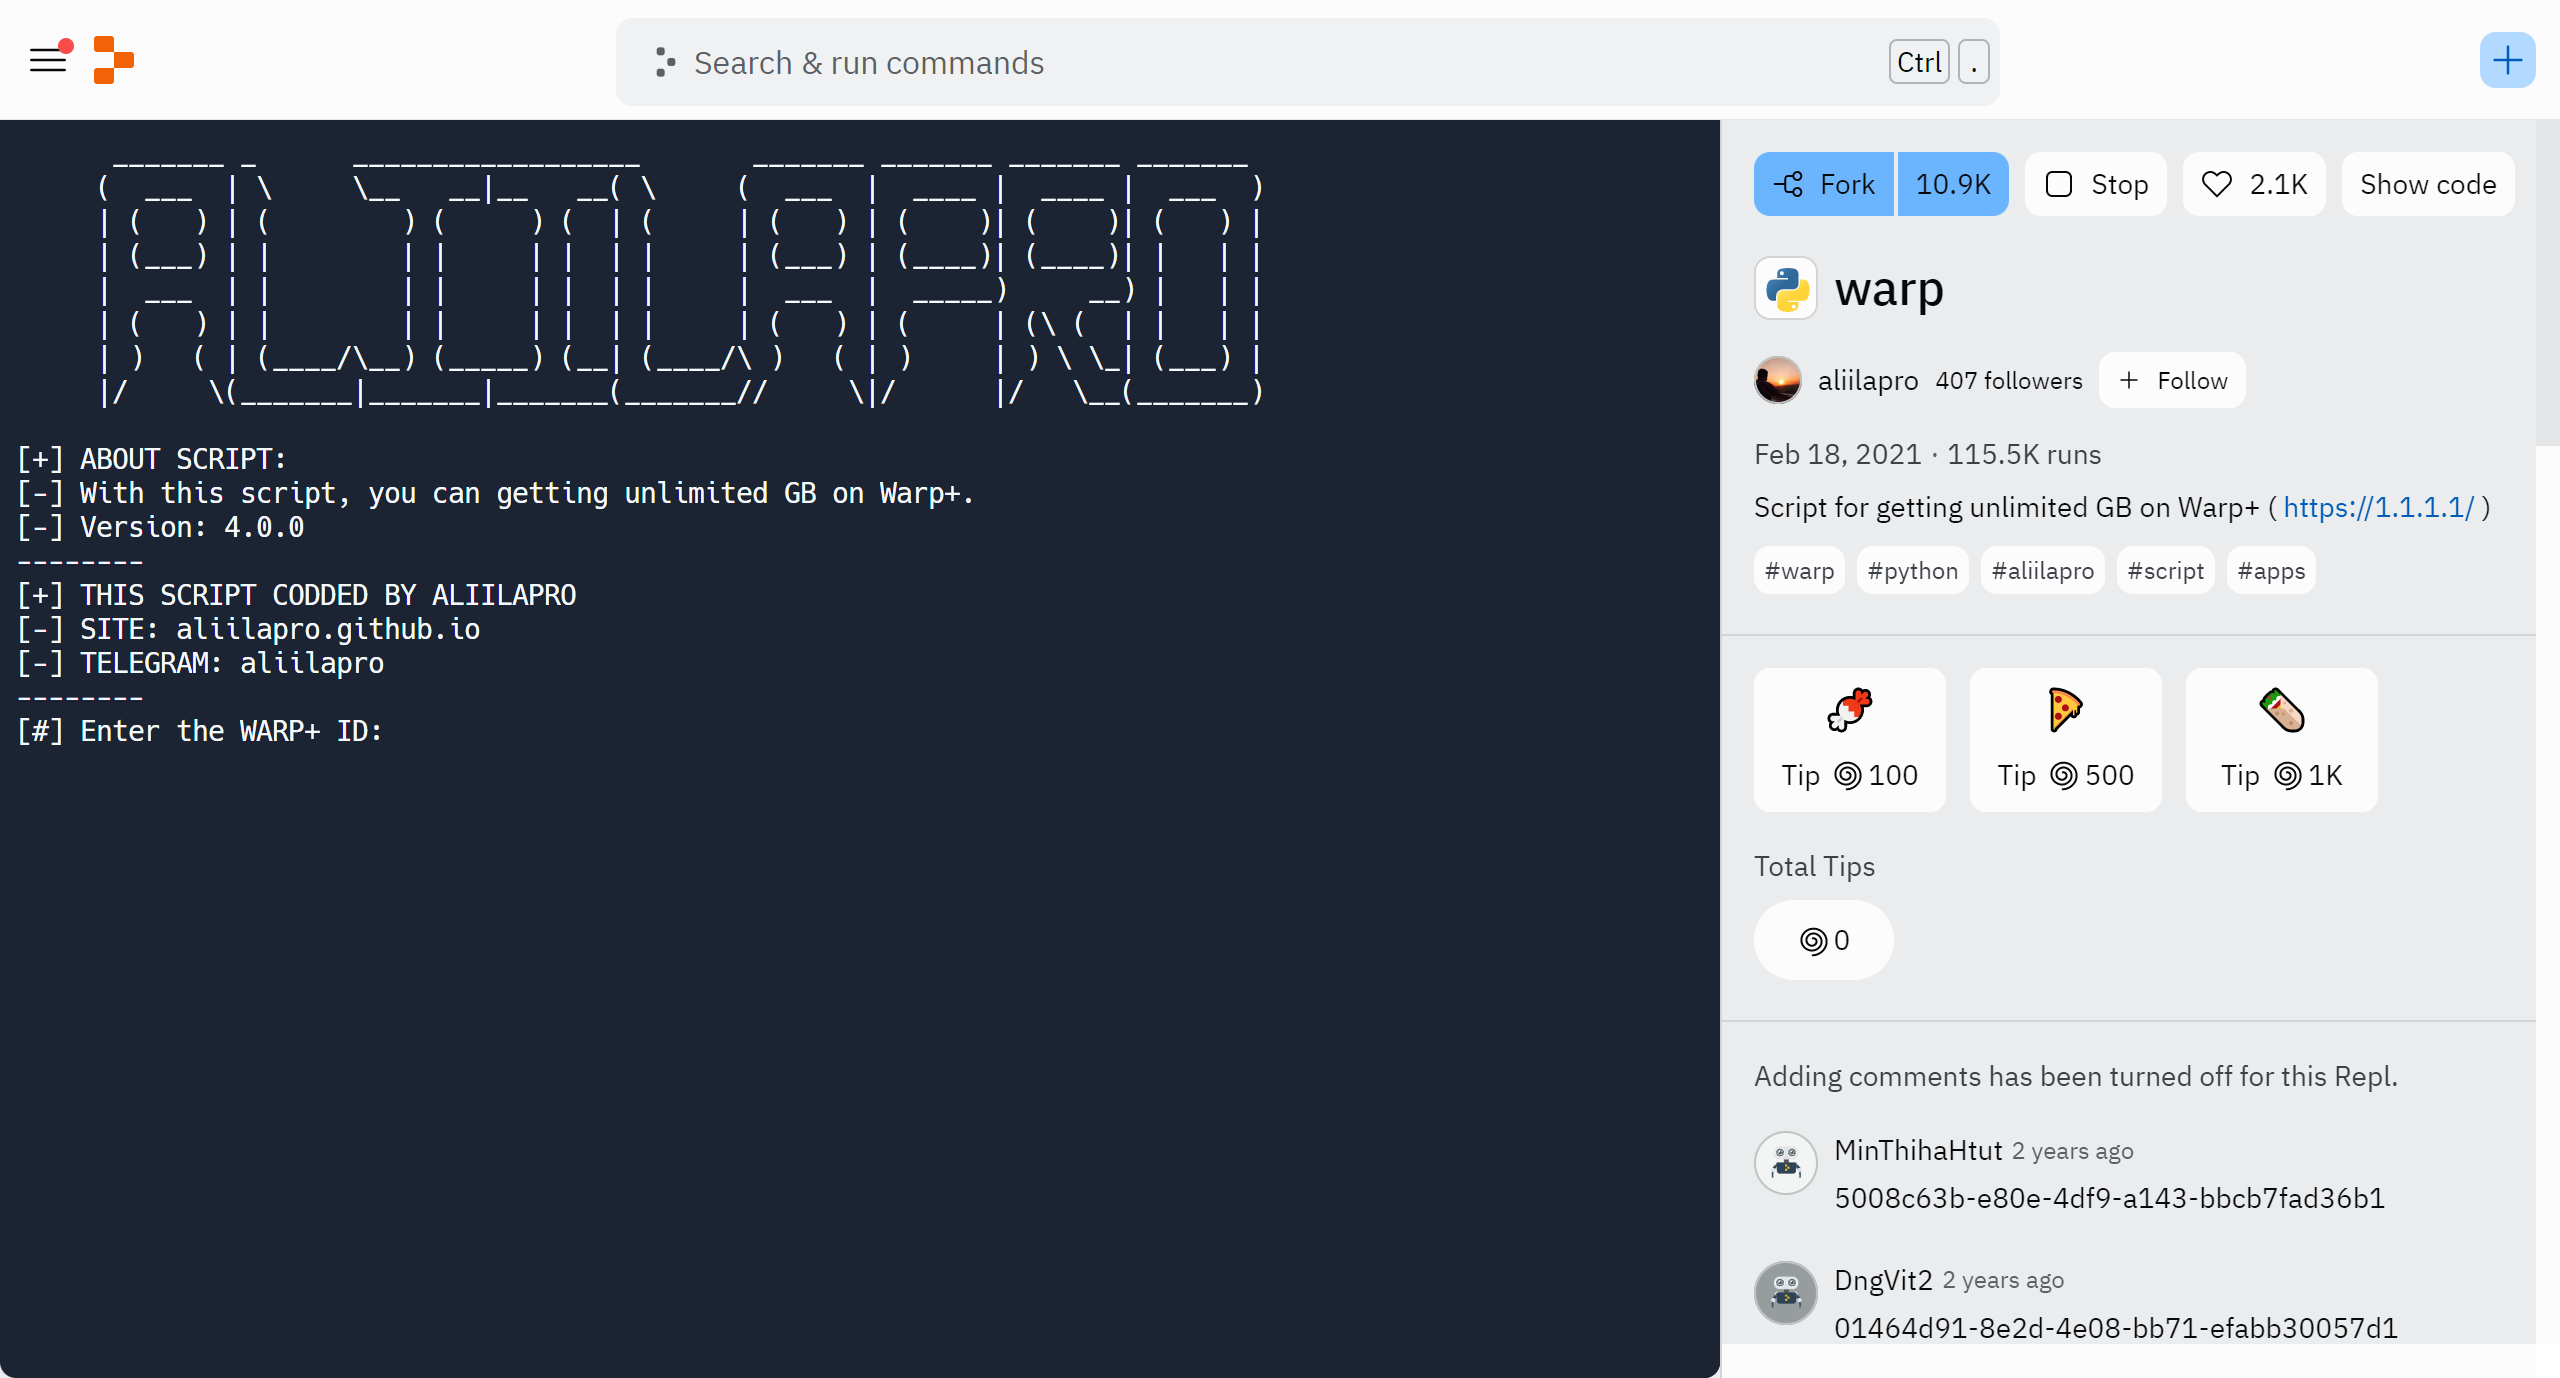 Search & run commands
Ctrl .
[+] ABOUT SCRIPT:
[-] With this script, you can getting unlimited GB on Warp+.
[-] Version: 4.0.0
--------
[+] THIS SCRIPT CODDED BY ALIILAPRO
[-] SITE: aliilapro.github.io
[-] TELEGRAM: aliilapro
--------
[#] Enter the WARP+ ID:
Fork 10.9K Stop 2.1K Show code
warp
aliilapro 407 followers + Follow
Feb 18, 2021 · 115.5K runs
Script for getting unlimited GB on Warp+ ( https://1.1.1.1/ )
#warp #python #aliilapro #script #apps
Tip 100 Tip 500 Tip 1K
Total Tips
0
Adding comments has been turned off for this Repl.
MinThihaHtut 2 years ago
5008c63b-e80e-4df9-a143-bbcb7fad36b1
DngVit2 2 years ago
01464d91-8e2d-4e08-bb71-efabb30057d1